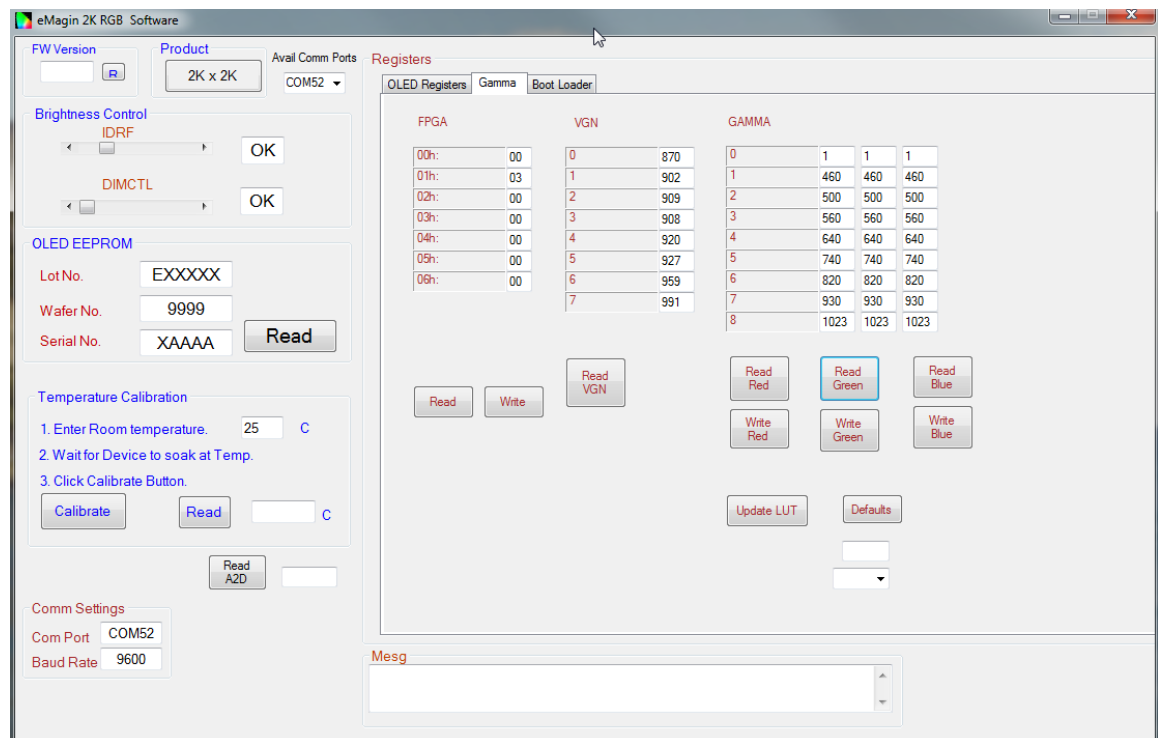 eMagin 2K RGB Software
FW Version
R
Product
2K x 2K
Avail Comm Ports
COM52
Brightness Control
IDRF
OK
DIMCTL
OK
OLED EEPROM
Lot No. EXXXXX
Wafer No. 9999
Serial No. XAAAA
Read
Temperature Calibration
1. Enter Room temperature. 25 C
2. Wait for Device to soak at Temp.
3. Click Calibrate Button.
Calibrate Read C
Read
A2D
Comm Settings
Com Port COM52
Baud Rate 9600
Registers
OLED Registers Gamma Boot Loader
FPGA
00h: 00
01h: 03
02h: 00
03h: 00
04h: 00
05h: 00
06h: 00
Read Write
VGN
0 870
1 902
2 909
3 908
4 920
5 927
6 959
7 991
Read
VGN
GAMMA
0 1 1 1
1 460 460 460
2 500 500 500
3 560 560 560
4 640 640 640
5 740 740 740
6 820 820 820
7 930 930 930
8 1023 1023 1023
Read
Red
Read
Green
Read
Blue
Write
Red
Write
Green
Write
Blue
Update LUT Defaults
Mesg